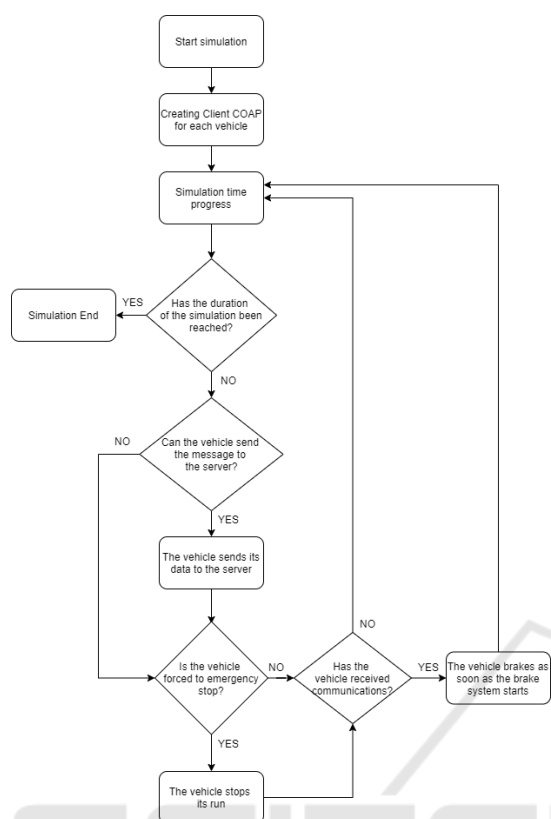 Start simulation
Creating Client COAP
for each vehicle
Simulation time
progress
Simulation End
YES
Has the duration
of the simulation been
reached?
NO
NO
Can the vehicle send
the message to
the server?
YES
The vehicle sends its
data to the server
NO
Is the vehicle
forced to emergency
stop?
NO
Has the
vehicle received
communications?
YES
The vehicle brakes as
soon as the brake
system starts
YES
The vehicle stops
its run